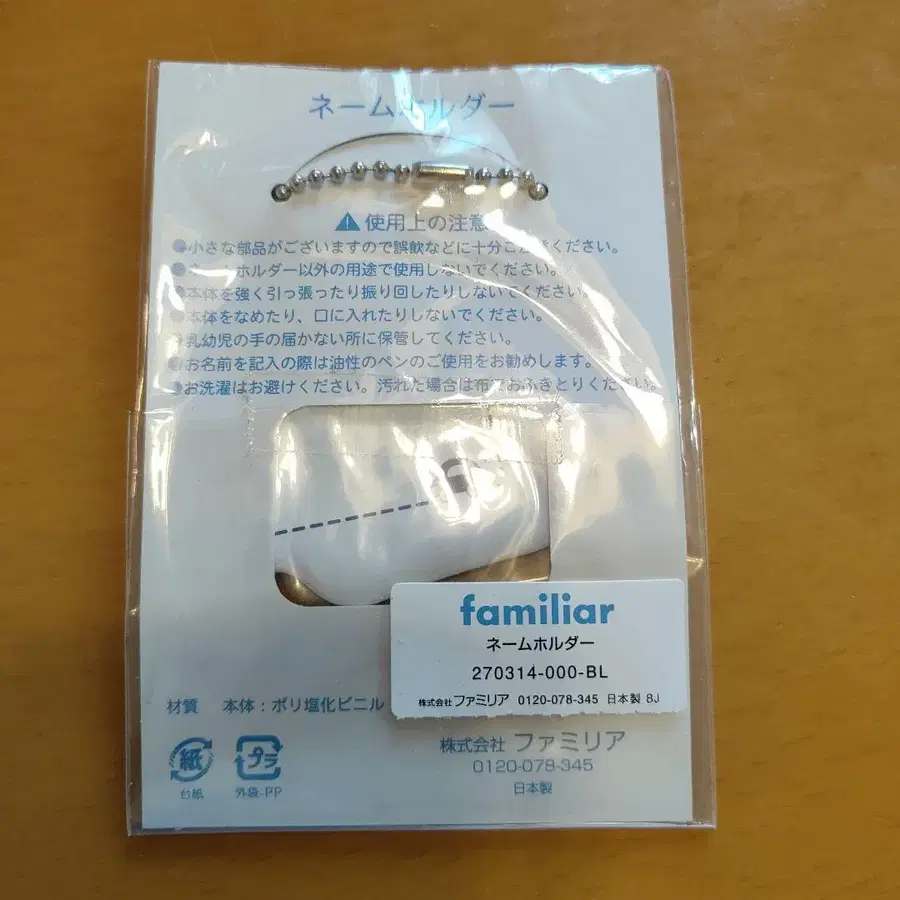 ネームホルダー
使用上の注意
●小さな部品がございますので誤飲などに十分ご注意ください。
● ホルダー以外の用途で使用しないでください。
●本体を強く引っ張ったり振り回したりしないでください。
●本体をなめたり、口に入れたりしないでください。
●乳幼児の手の届かない所に保管してください。
●お名前を記入の際は油性のペンのご使用をお勧めします。
●お洗濯はお避けください。汚れた場合は布でおふきとりください。
familiar
ネームホルダー
270314-000-BL
株式会社 ファミリア 0120-078-345 日本製 8J
材質 本体：ポリ塩化ビニル
株式会社 ファミリア
0120-078-345
日本製
紙
台紙
プラ
外袋-PP